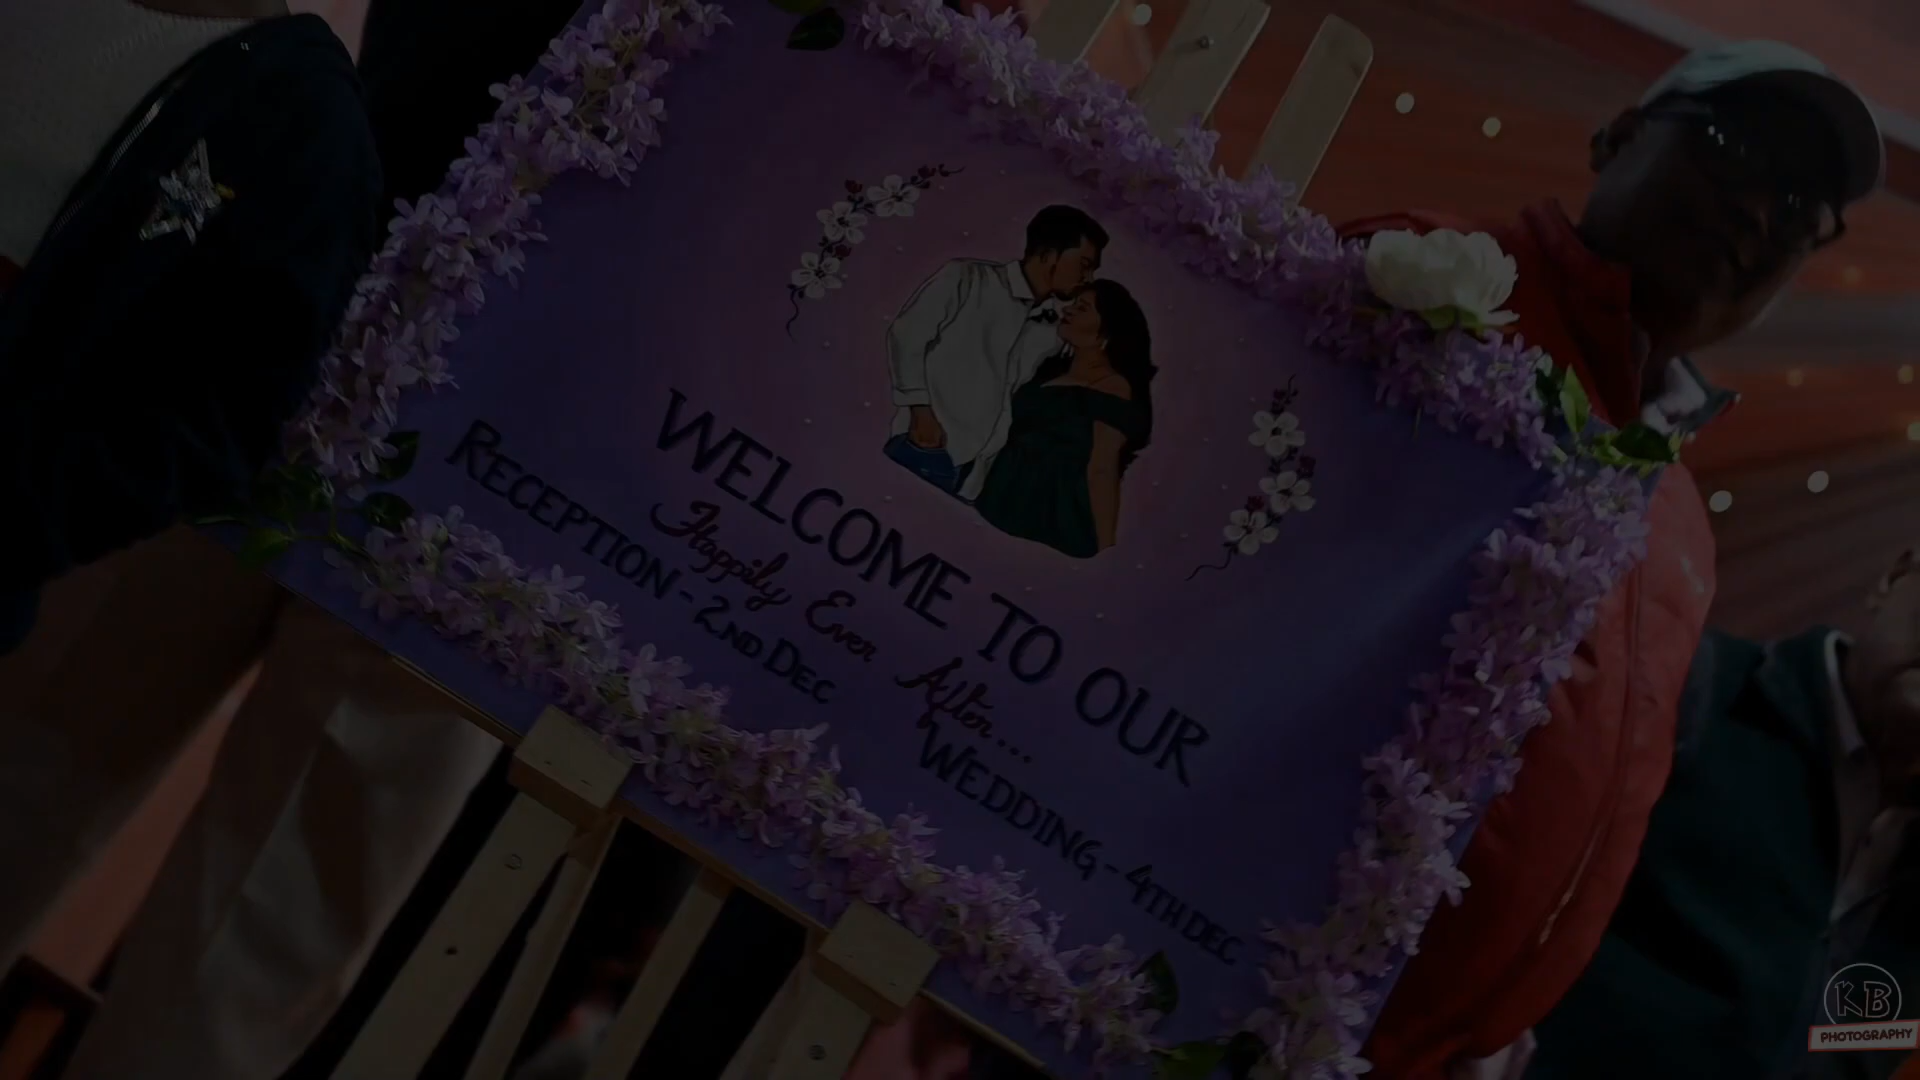 WELCOME TO OUR
Happily Ever After...
RECEPTION - 2ND DEC
WEDDING - 4TH DEC
KB
PHOTOGRAPHY